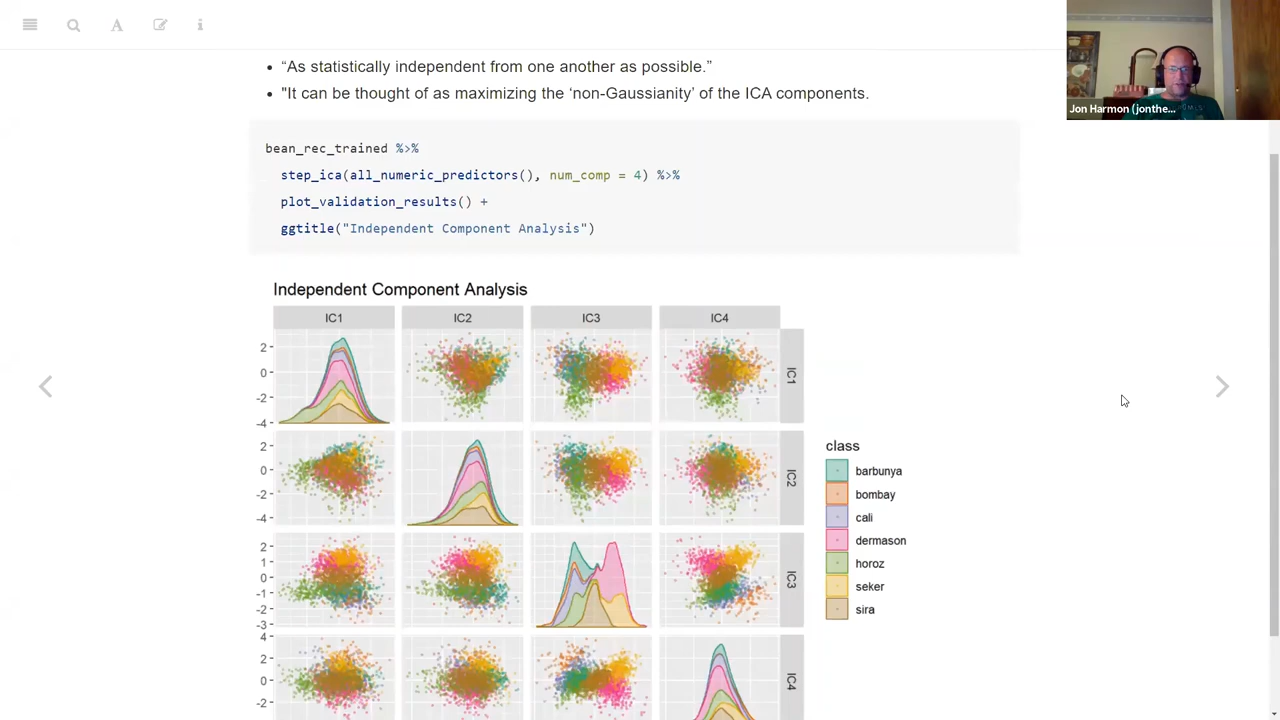 • “As statistically independent from one another as possible.”
• "It can be thought of as maximizing the ‘non-Gaussianity’ of the ICA components.
Jon Harmon (jonthe...
bean_rec_trained %>%
step_ica(all_numeric_predictors(), num_comp = 4) %>%
plot_validation_results() +
ggtitle("Independent Component Analysis")
Independent Component Analysis
IC1 IC2 IC3 IC4
2
0
-2
-4
IC1
2
0
-2
-4
IC2
2
1
0
-1
-2
-3
IC3
4
2
0
-2
IC4
class
barbunya
bombay
cali
dermason
horoz
seker
sira